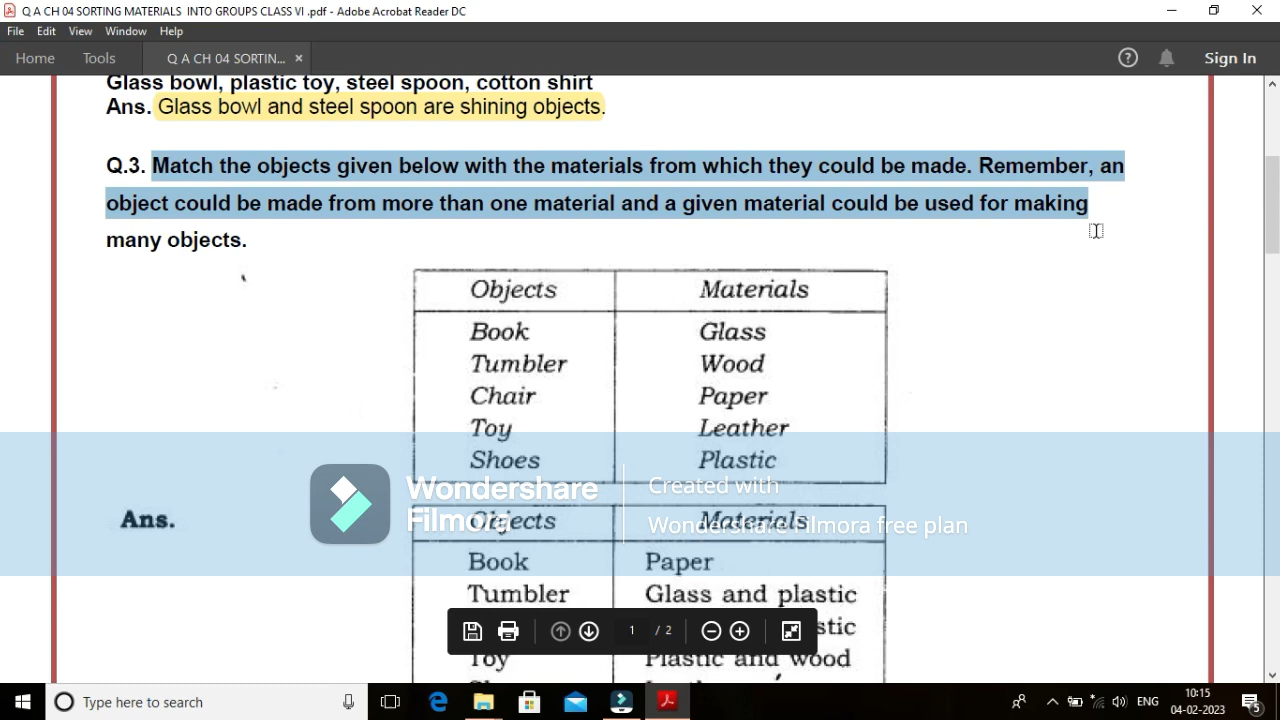 Q A CH 04 SORTING MATERIALS  INTO GROUPS CLASS VI .pdf - Adobe Acrobat Reader DC
File Edit View Window Help
Home Tools Q A CH 04 SORTIN... × Sign In
Glass bowl, plastic toy, steel spoon, cotton shirt
Ans. Glass bowl and steel spoon are shining objects.
Q.3. Match the objects given below with the materials from which they could be made. Remember, an
object could be made from more than one material and a given material could be used for making
many objects.
Objects Materials
Book Glass
Tumbler Wood
Chair Paper
Toy Leather
Shoes Plastic
Wondershare
Filmora
Created with
Wondershare Filmora free plan
Ans.
Objects Materials
Book Paper
Tumbler Glass and plastic
stic
Toy Plastic and wood
1 / 2
Type here to search
ENG
10:15
04-02-2023
5